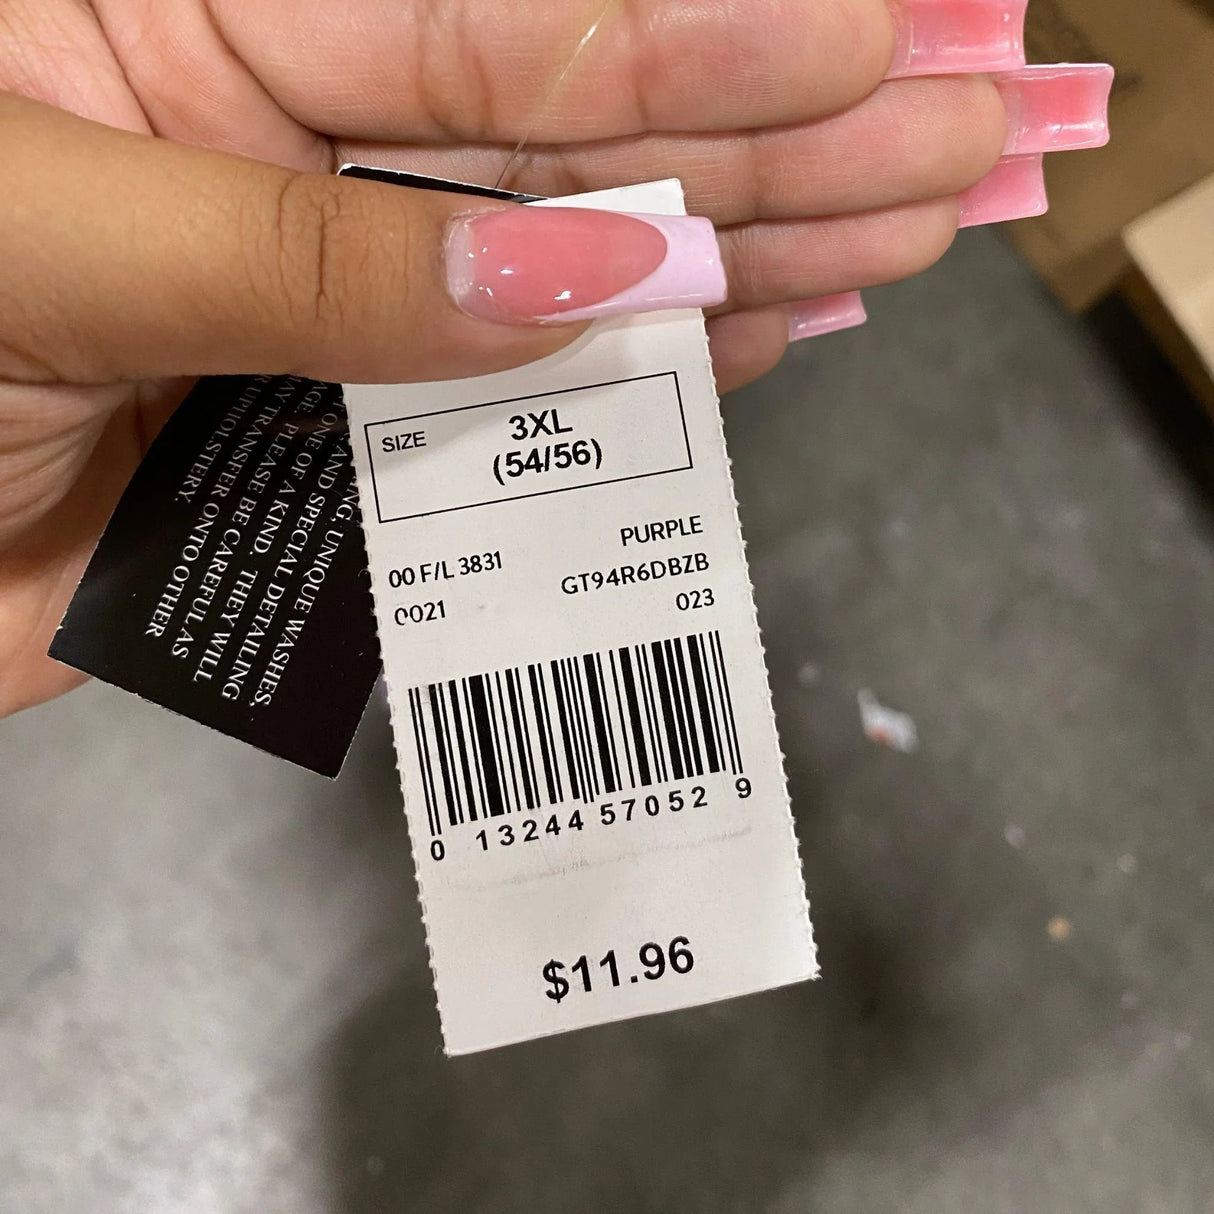 SIZE
3XL
(54/56)
PURPLE
00 F/L 3831
GT94R6DBZB
0021
023
0 13244 57052 9
$11.96
UNIQUE WASHES,
AND SPECIAL DETAILING
ONE OF A KIND. THEY WILL
PLEASE BE CAREFUL AS
MAY TRANSFER ONTO OTHER
UPHOLSTERY.